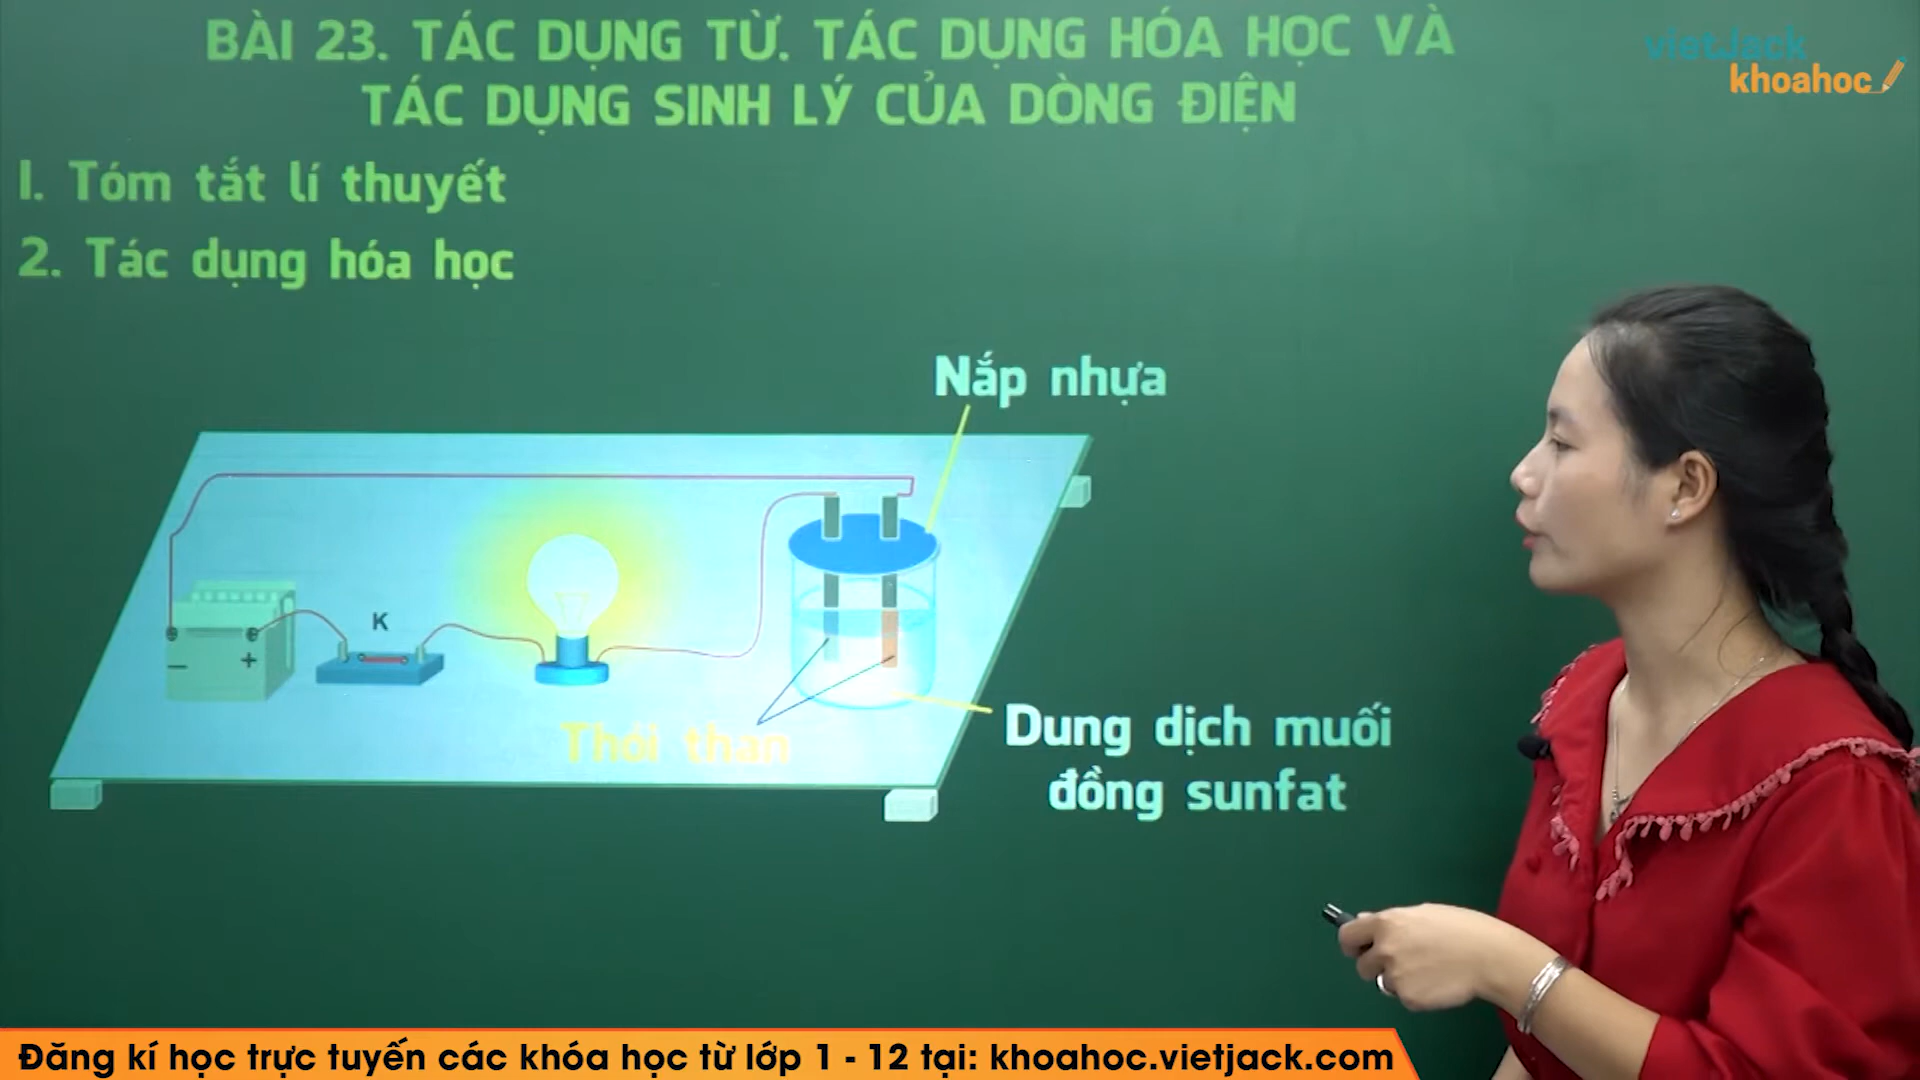 BÀI 23. TÁC DỤNG TỪ. TÁC DỤNG HÓA HỌC VÀ
TÁC DỤNG SINH LÝ CỦA DÒNG ĐIỆN
vietJack
khoahoc
I. Tóm tắt lí thuyết
2. Tác dụng hóa học
Nắp nhựa
K
– +
Thỏi than
Dung dịch muối
đồng sunfat
Đăng kí học trực tuyến các khóa học từ lớp 1 - 12 tại: khoahoc.vietjack.com